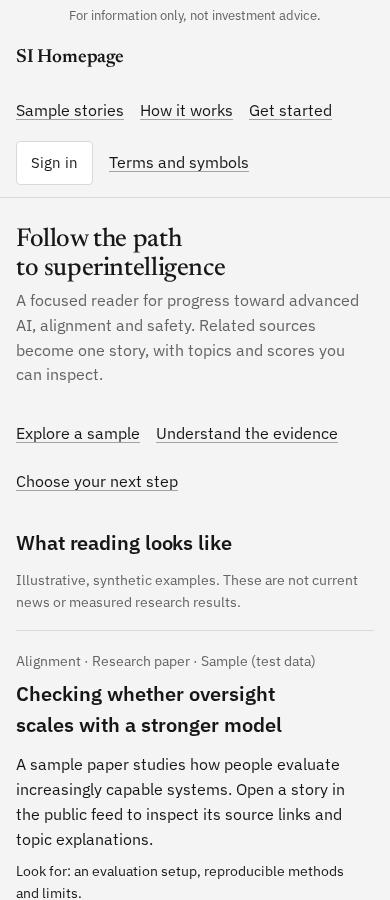 For information only, not investment advice.
SI Homepage
Sample stories How it works Get started
Sign in Terms and symbols
Follow the path
to superintelligence
A focused reader for progress toward advanced
AI, alignment and safety. Related sources
become one story, with topics and scores you
can inspect.
Explore a sample Understand the evidence
Choose your next step
What reading looks like
Illustrative, synthetic examples. These are not current
news or measured research results.
Alignment · Research paper · Sample (test data)
Checking whether oversight
scales with a stronger model
A sample paper studies how people evaluate
increasingly capable systems. Open a story in
the public feed to inspect its source links and
topic explanations.
Look for: an evaluation setup, reproducible methods
and limits.